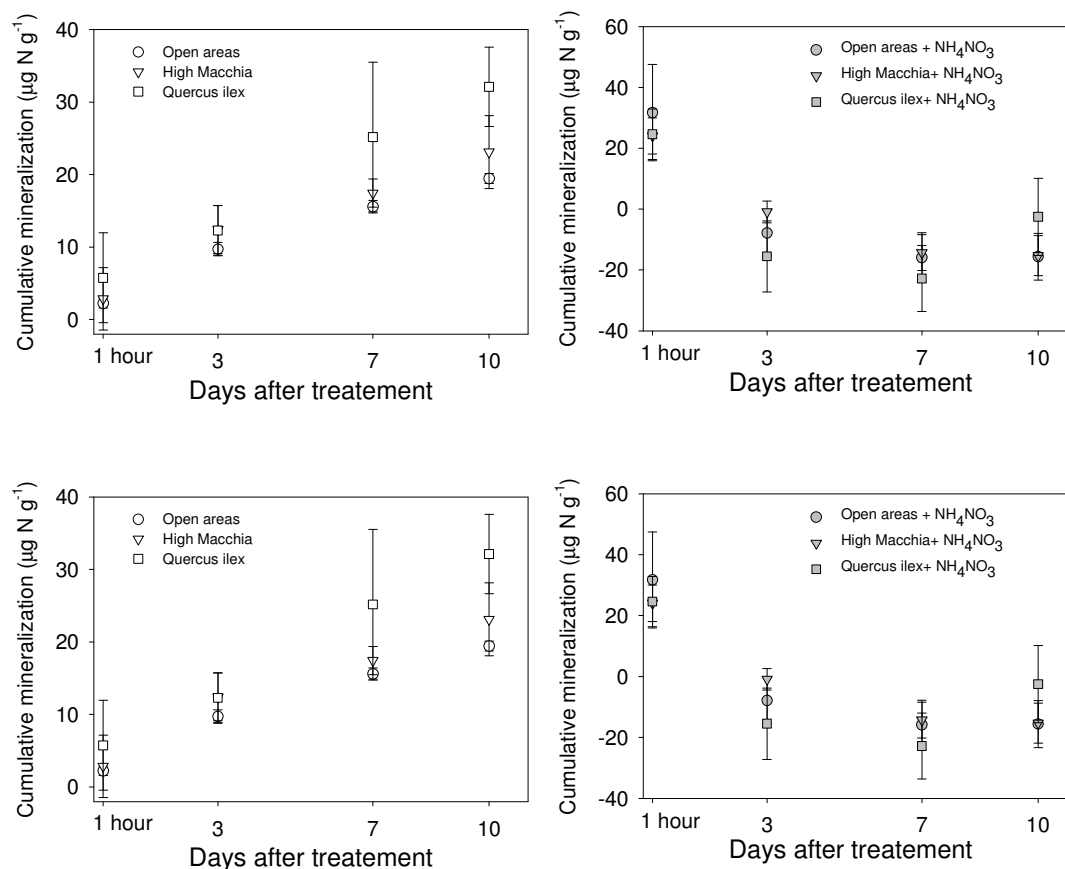 Cumulative mineralization (µg N g-1)
40
30
20
10
0
Open areas
High Macchia
Quercus ilex
1 hour 3 7 10
Days after treatement
Cumulative mineralization (µg N g-1)
60
40
20
0
-20
-40
Open areas + NH4NO3
High Macchia+ NH4NO3
Quercus ilex+ NH4NO3
1 hour 3 7 10
Days after treatement
Cumulative mineralization (µg N g-1)
40
30
20
10
0
Open areas
High Macchia
Quercus ilex
1 hour 3 7 10
Days after treatement
Cumulative mineralization (µg N g-1)
60
40
20
0
-20
-40
Open areas + NH4NO3
High Macchia+ NH4NO3
Quercus ilex+ NH4NO3
1 hour 3 7 10
Days after treatement